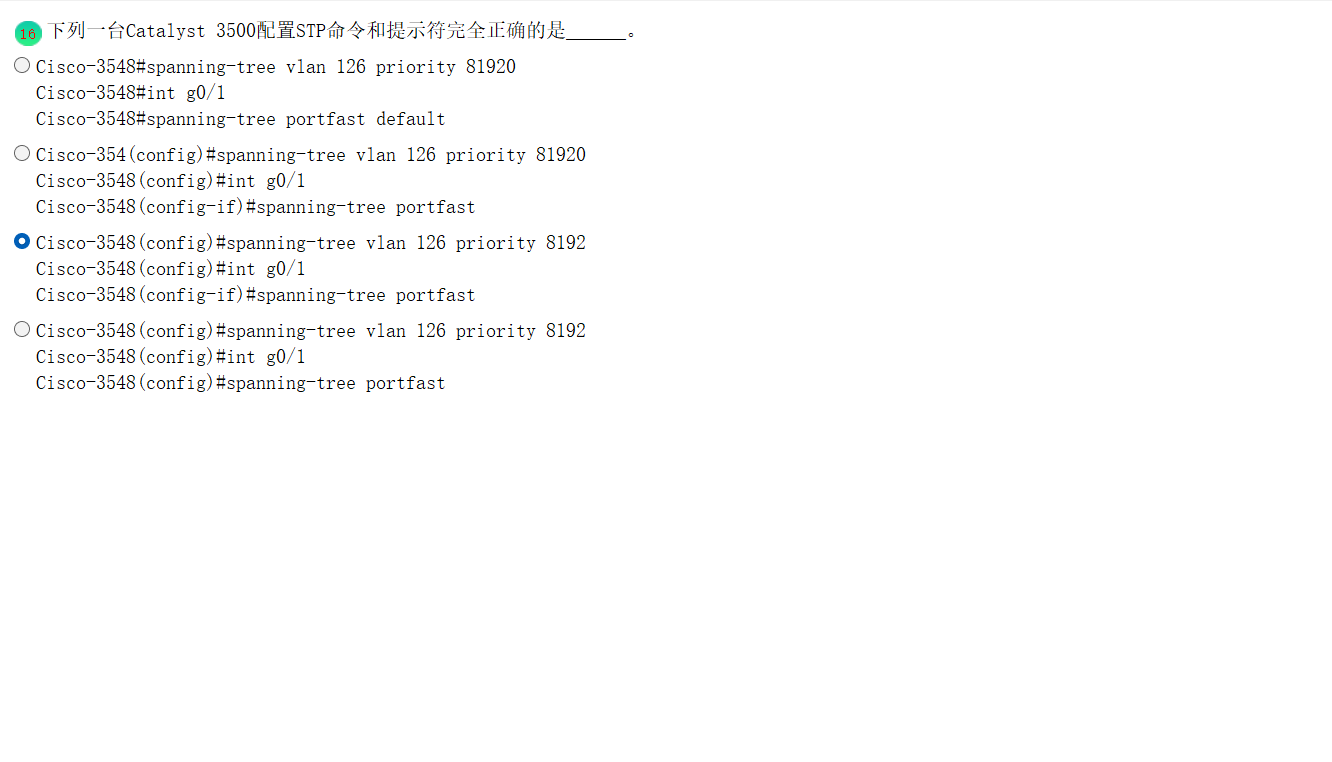 16 下列一台Catalyst 3500配置STP命令和提示符完全正确的是______。
Cisco-3548#spanning-tree vlan 126 priority 81920
Cisco-3548#int g0/1
Cisco-3548#spanning-tree portfast default
Cisco-354(config)#spanning-tree vlan 126 priority 81920
Cisco-3548(config)#int g0/1
Cisco-3548(config-if)#spanning-tree portfast
Cisco-3548(config)#spanning-tree vlan 126 priority 8192
Cisco-3548(config)#int g0/1
Cisco-3548(config-if)#spanning-tree portfast
Cisco-3548(config)#spanning-tree vlan 126 priority 8192
Cisco-3548(config)#int g0/1
Cisco-3548(config)#spanning-tree portfast